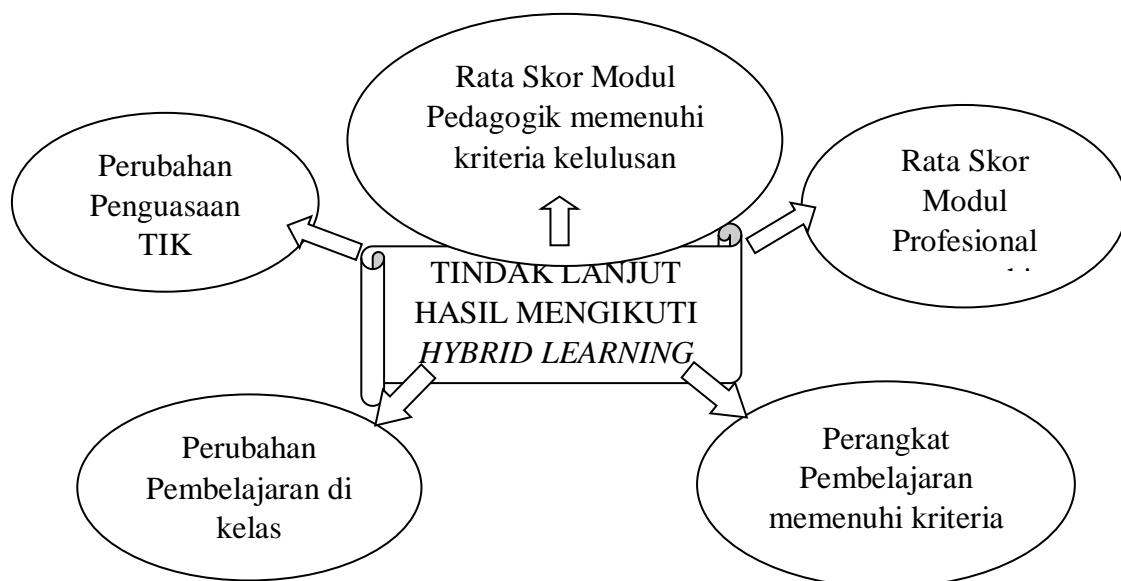 Rata Skor Modul
Pedagogik memenuhi
kriteria kelulusan
Perubahan
Penguasaan
TIK
Rata Skor
Modul
Profesional
TINDAK LANJUT
HASIL MENGIKUTI
HYBRID LEARNING
Perubahan
Pembelajaran di
kelas
Perangkat
Pembelajaran
memenuhi kriteria